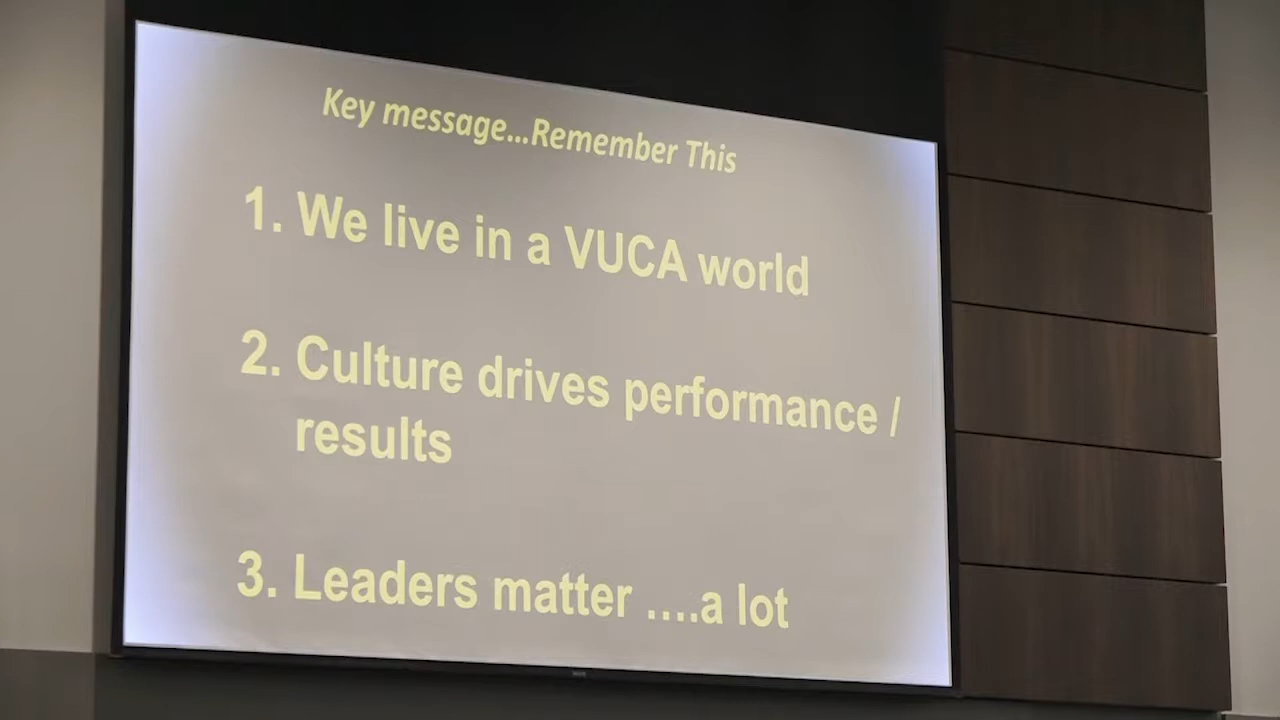 Key message...Remember This
1. We live in a VUCA world
2. Culture drives performance /
results
3. Leaders matter ....a lot